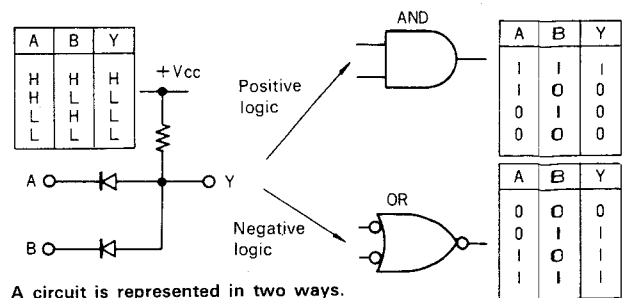 A B Y
H H H
H L L
L H L
L L L
+Vcc
A
B
Y
Positive
logic
Negative
logic
AND
A B Y
1 1 1
1 0 0
0 1 0
0 0 0
OR
A B Y
0 0 0
0 1 1
1 0 1
1 1 1
A circuit is represented in two ways.